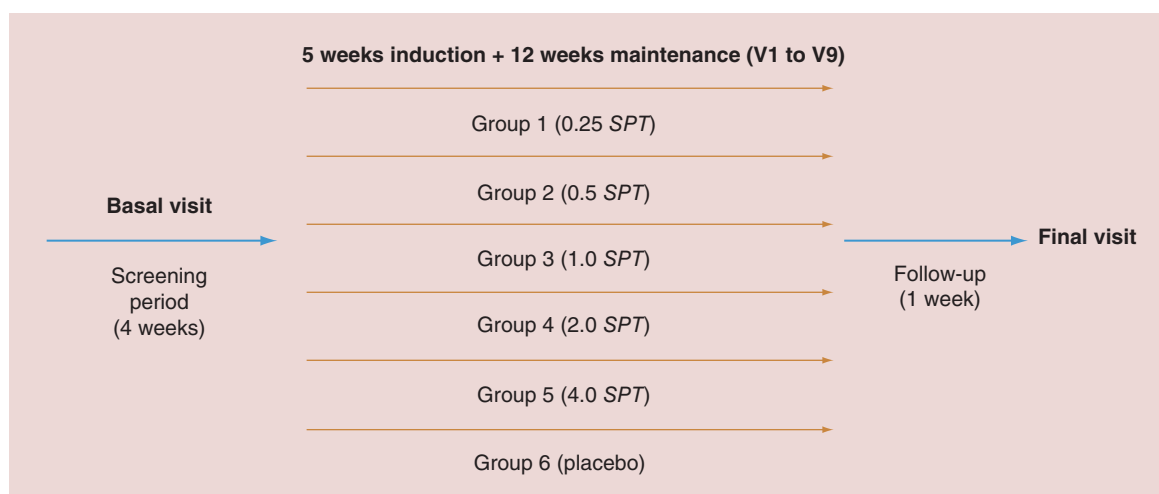 5 weeks induction + 12 weeks maintenance (V1 to V9)
Group 1 (0.25 SPT)
Group 2 (0.5 SPT)
Basal visit
Group 3 (1.0 SPT)
Final visit
Screening
period
(4 weeks)
Follow-up
(1 week)
Group 4 (2.0 SPT)
Group 5 (4.0 SPT)
Group 6 (placebo)